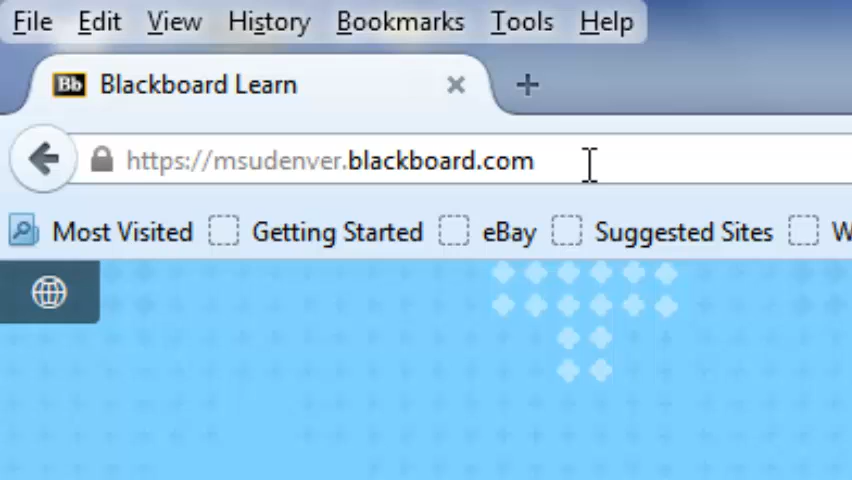 File Edit View History Bookmarks Tools Help
Bb Blackboard Learn
https://msudenver.blackboard.com
Most Visited Getting Started eBay Suggested Sites W